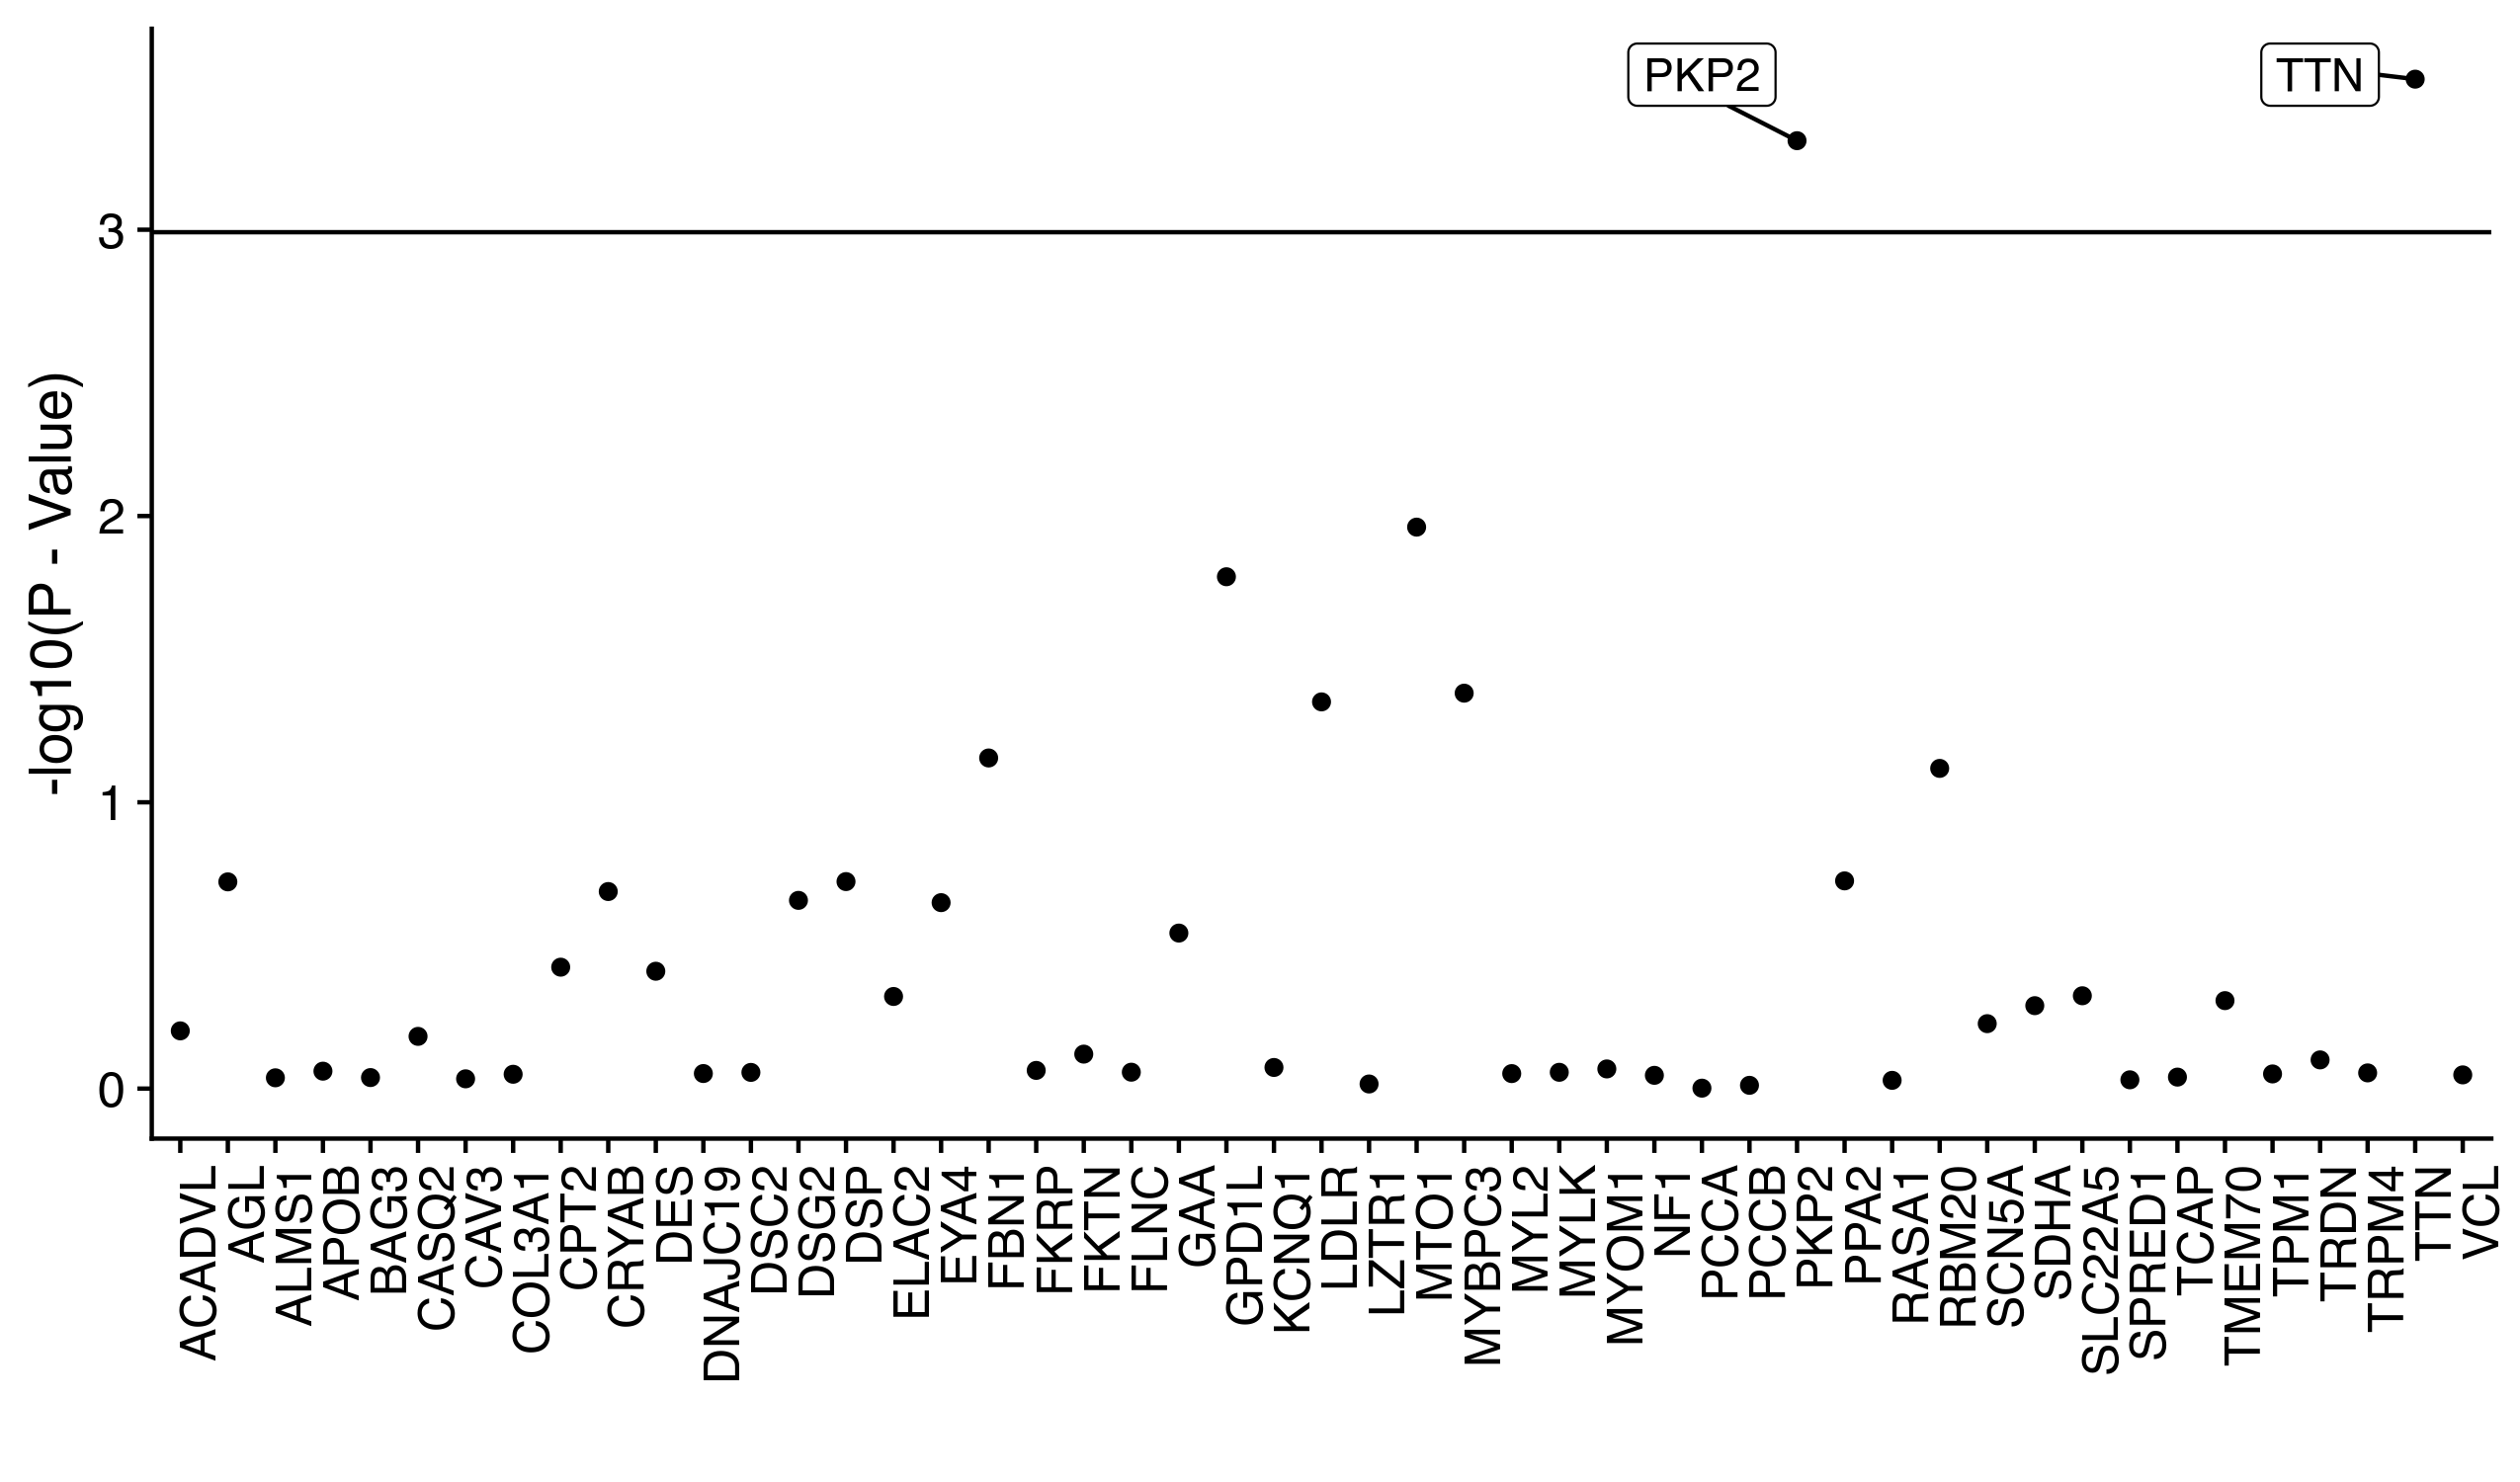 PKP2
TTN
-log10(P - Value)
3
2
1
0
ACADVL
AGL
ALMS1
APOB
BAG3
CASQ2
CAV3
COL3A1
CPT2
CRYAB
DES
DNAJC19
DSC2
DSG2
DSP
ELAC2
EYA4
FBN1
FKRP
FKTN
FLNC
GAA
GPD1L
KCNQ1
LDLR
LZTR1
MTO1
MYBPC3
MYL2
MYLK
MYOM1
NF1
PCCA
PCCB
PKP2
PPA2
RASA1
RBM20
SCN5A
SDHA
SLC22A5
SPRED1
TCAP
TMEM70
TPM1
TRDN
TRPM4
TTN
VCL